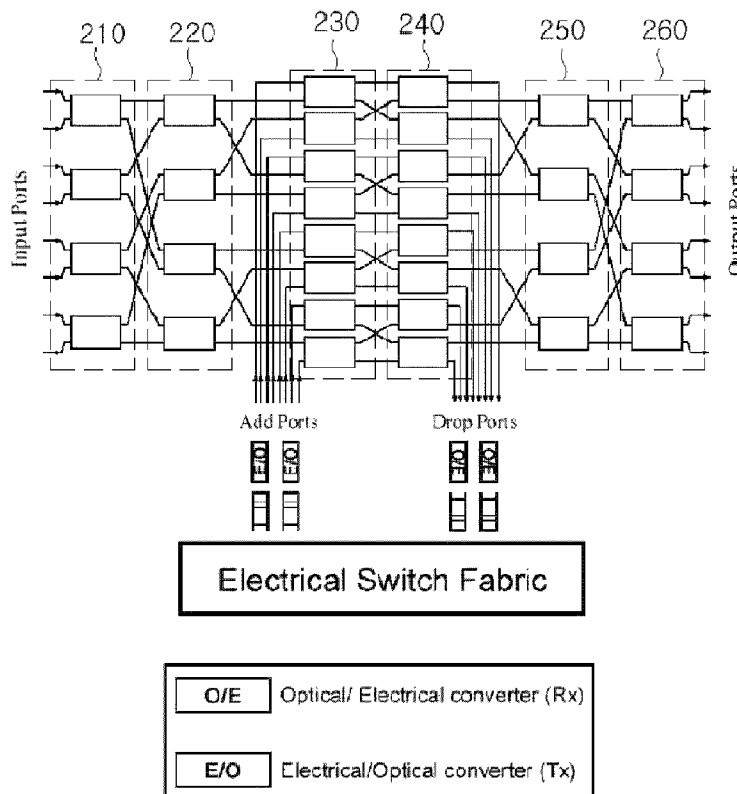 210
220
230
240
250
260
Input Ports
Output Ports
Add Ports
Drop Ports
E/O
E/O
O/E
O/E
Electrical Switch Fabric
O/E
Optical/ Electrical converter (Rx)
E/O
Electrical/Optical converter (Tx)